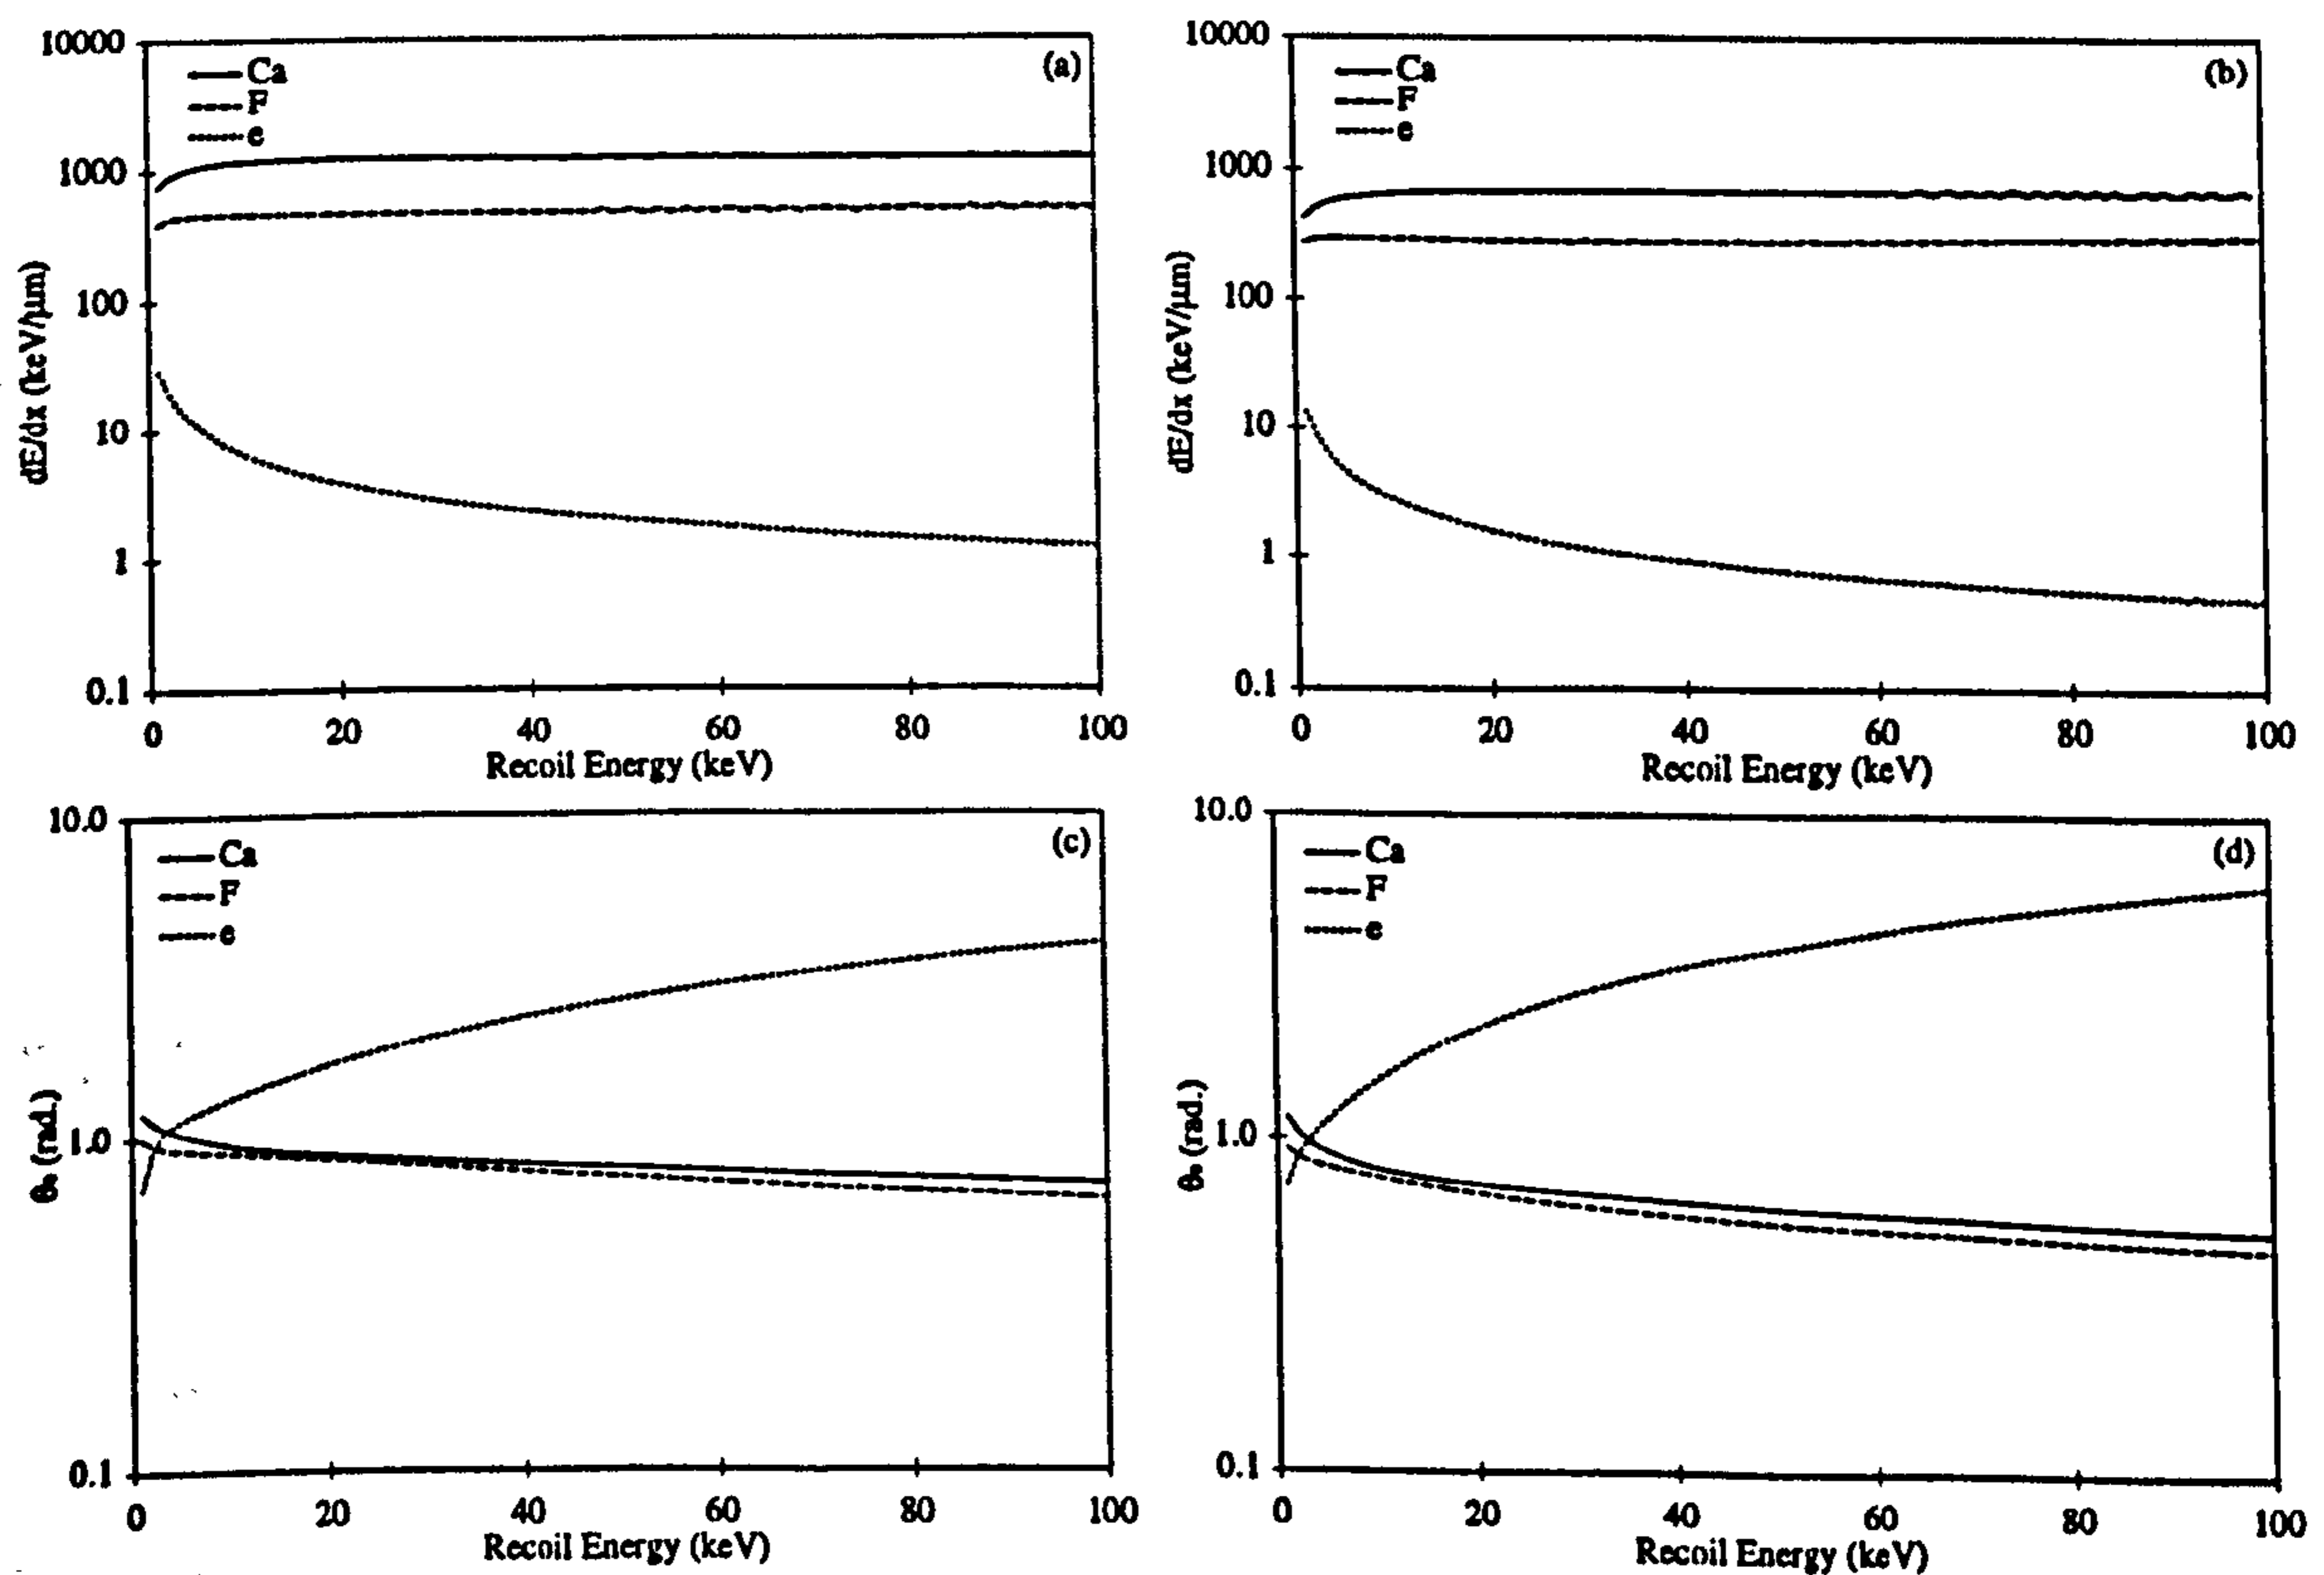 10000
1000
100
10
1
0.1
dE/dx (keV/μm)
Ca
F
e
(a)
0 20 40 60 80 100
Recoil Energy (keV)
10000
1000
100
10
1
0.1
dE/dx (keV/μm)
Ca
F
e
(b)
0 20 40 60 80 100
Recoil Energy (keV)
10.0
1.0
0.1
(rad.)
Ca
F
e
(c)
0 20 40 60 80 100
Recoil Energy (keV)
10.0
1.0
0.1
(rad.)
Ca
F
e
(d)
0 20 40 60 80 100
Recoil Energy (keV)